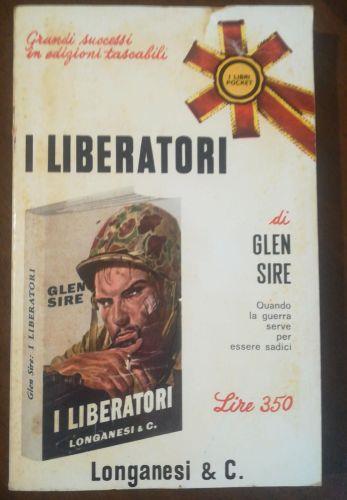 Grandi successi
in edizioni tascabili
I LIBRI
POCKET
I LIBERATORI
di
GLEN
SIRE
Quando
la guerra
serve
per
essere sadici
Lire 350
Glen Sire: I LIBERATORI
GLEN
SIRE
I LIBERATORI
LONGANESI & C.
Longanesi & C.